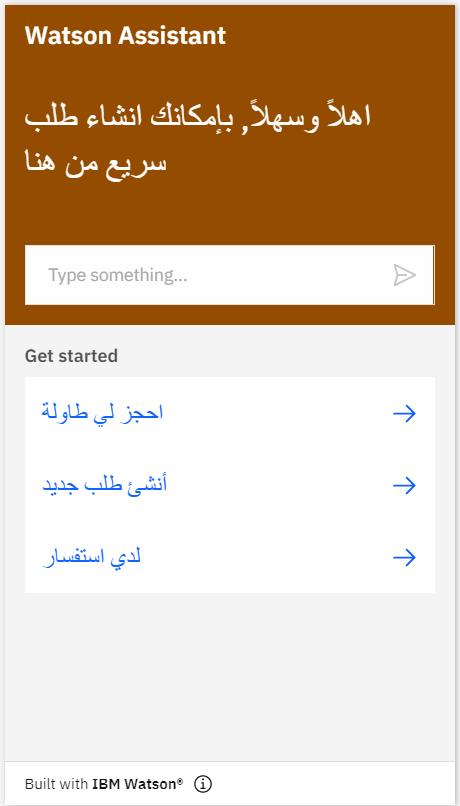 Watson Assistant
اهلاً وسهلاً, بإمكانك انشاء طلب
سريع من هنا
Type something...
Get started
احجز لي طاولة
أنشئ طلب جديد
لدي استفسار
Built with IBM Watson®